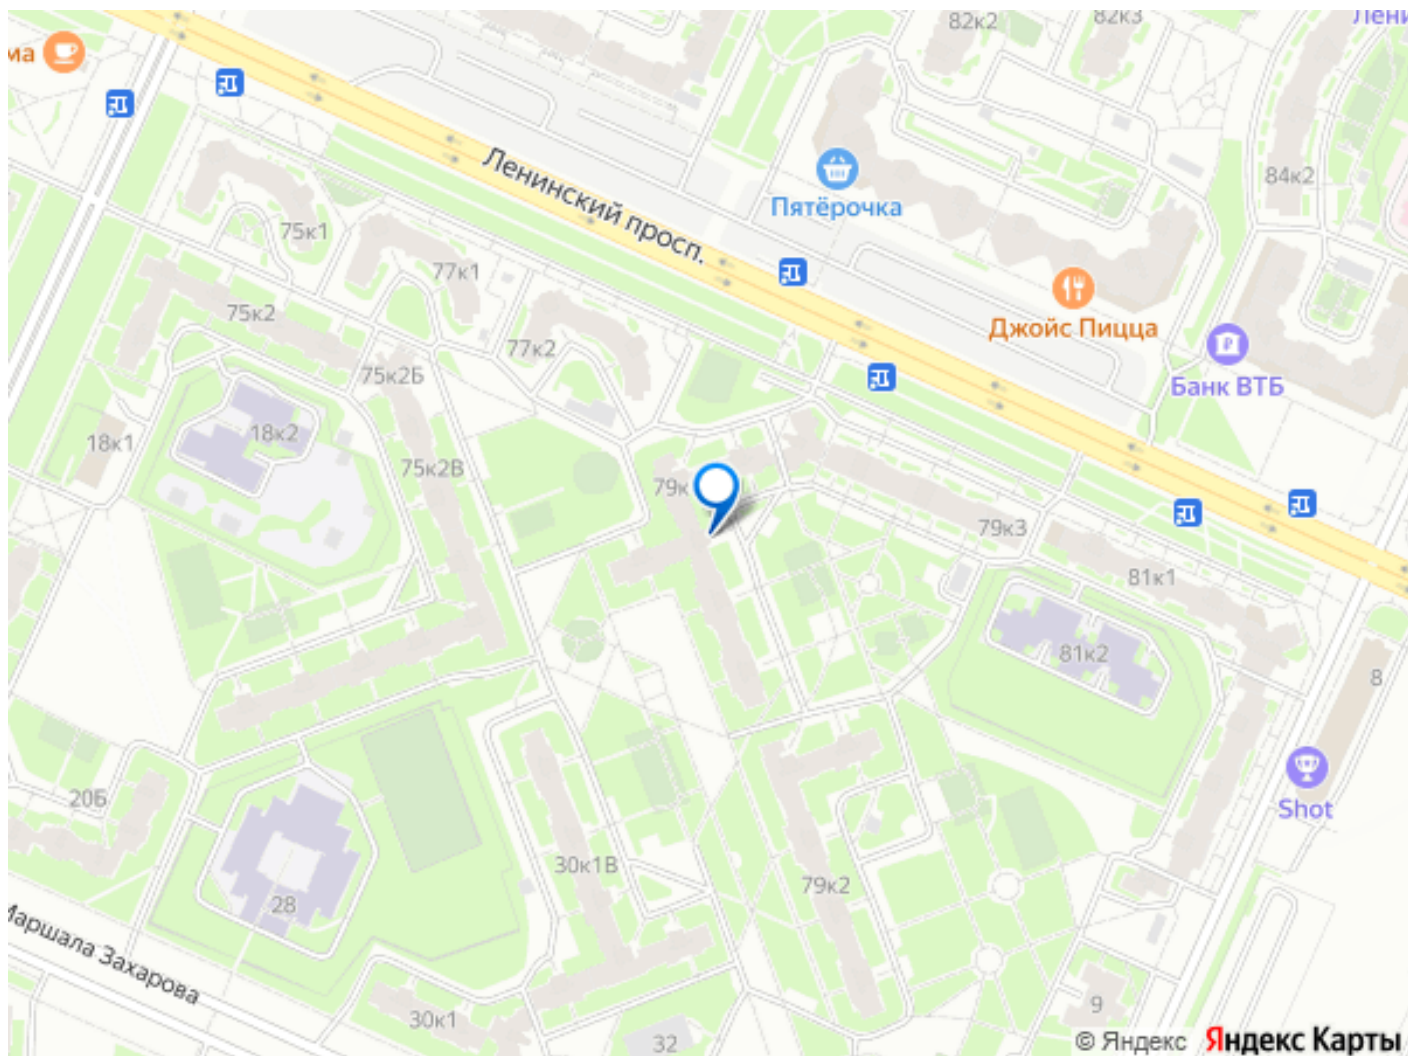 82к2
82к3
Лени
ма
84к2
Ленинский просп.
Пятёрочка
75к1
77к1
Джойс Пицца
75к2
77к2
Банк ВТБ
75к2Б
18к2
18к1
75к2В
79к
79к3
81к1
81к2
8
20Б
Shot
30к1В
79к2
28
Маршала Захарова
9
30к1
32
© Яндекс Яндекс Карты